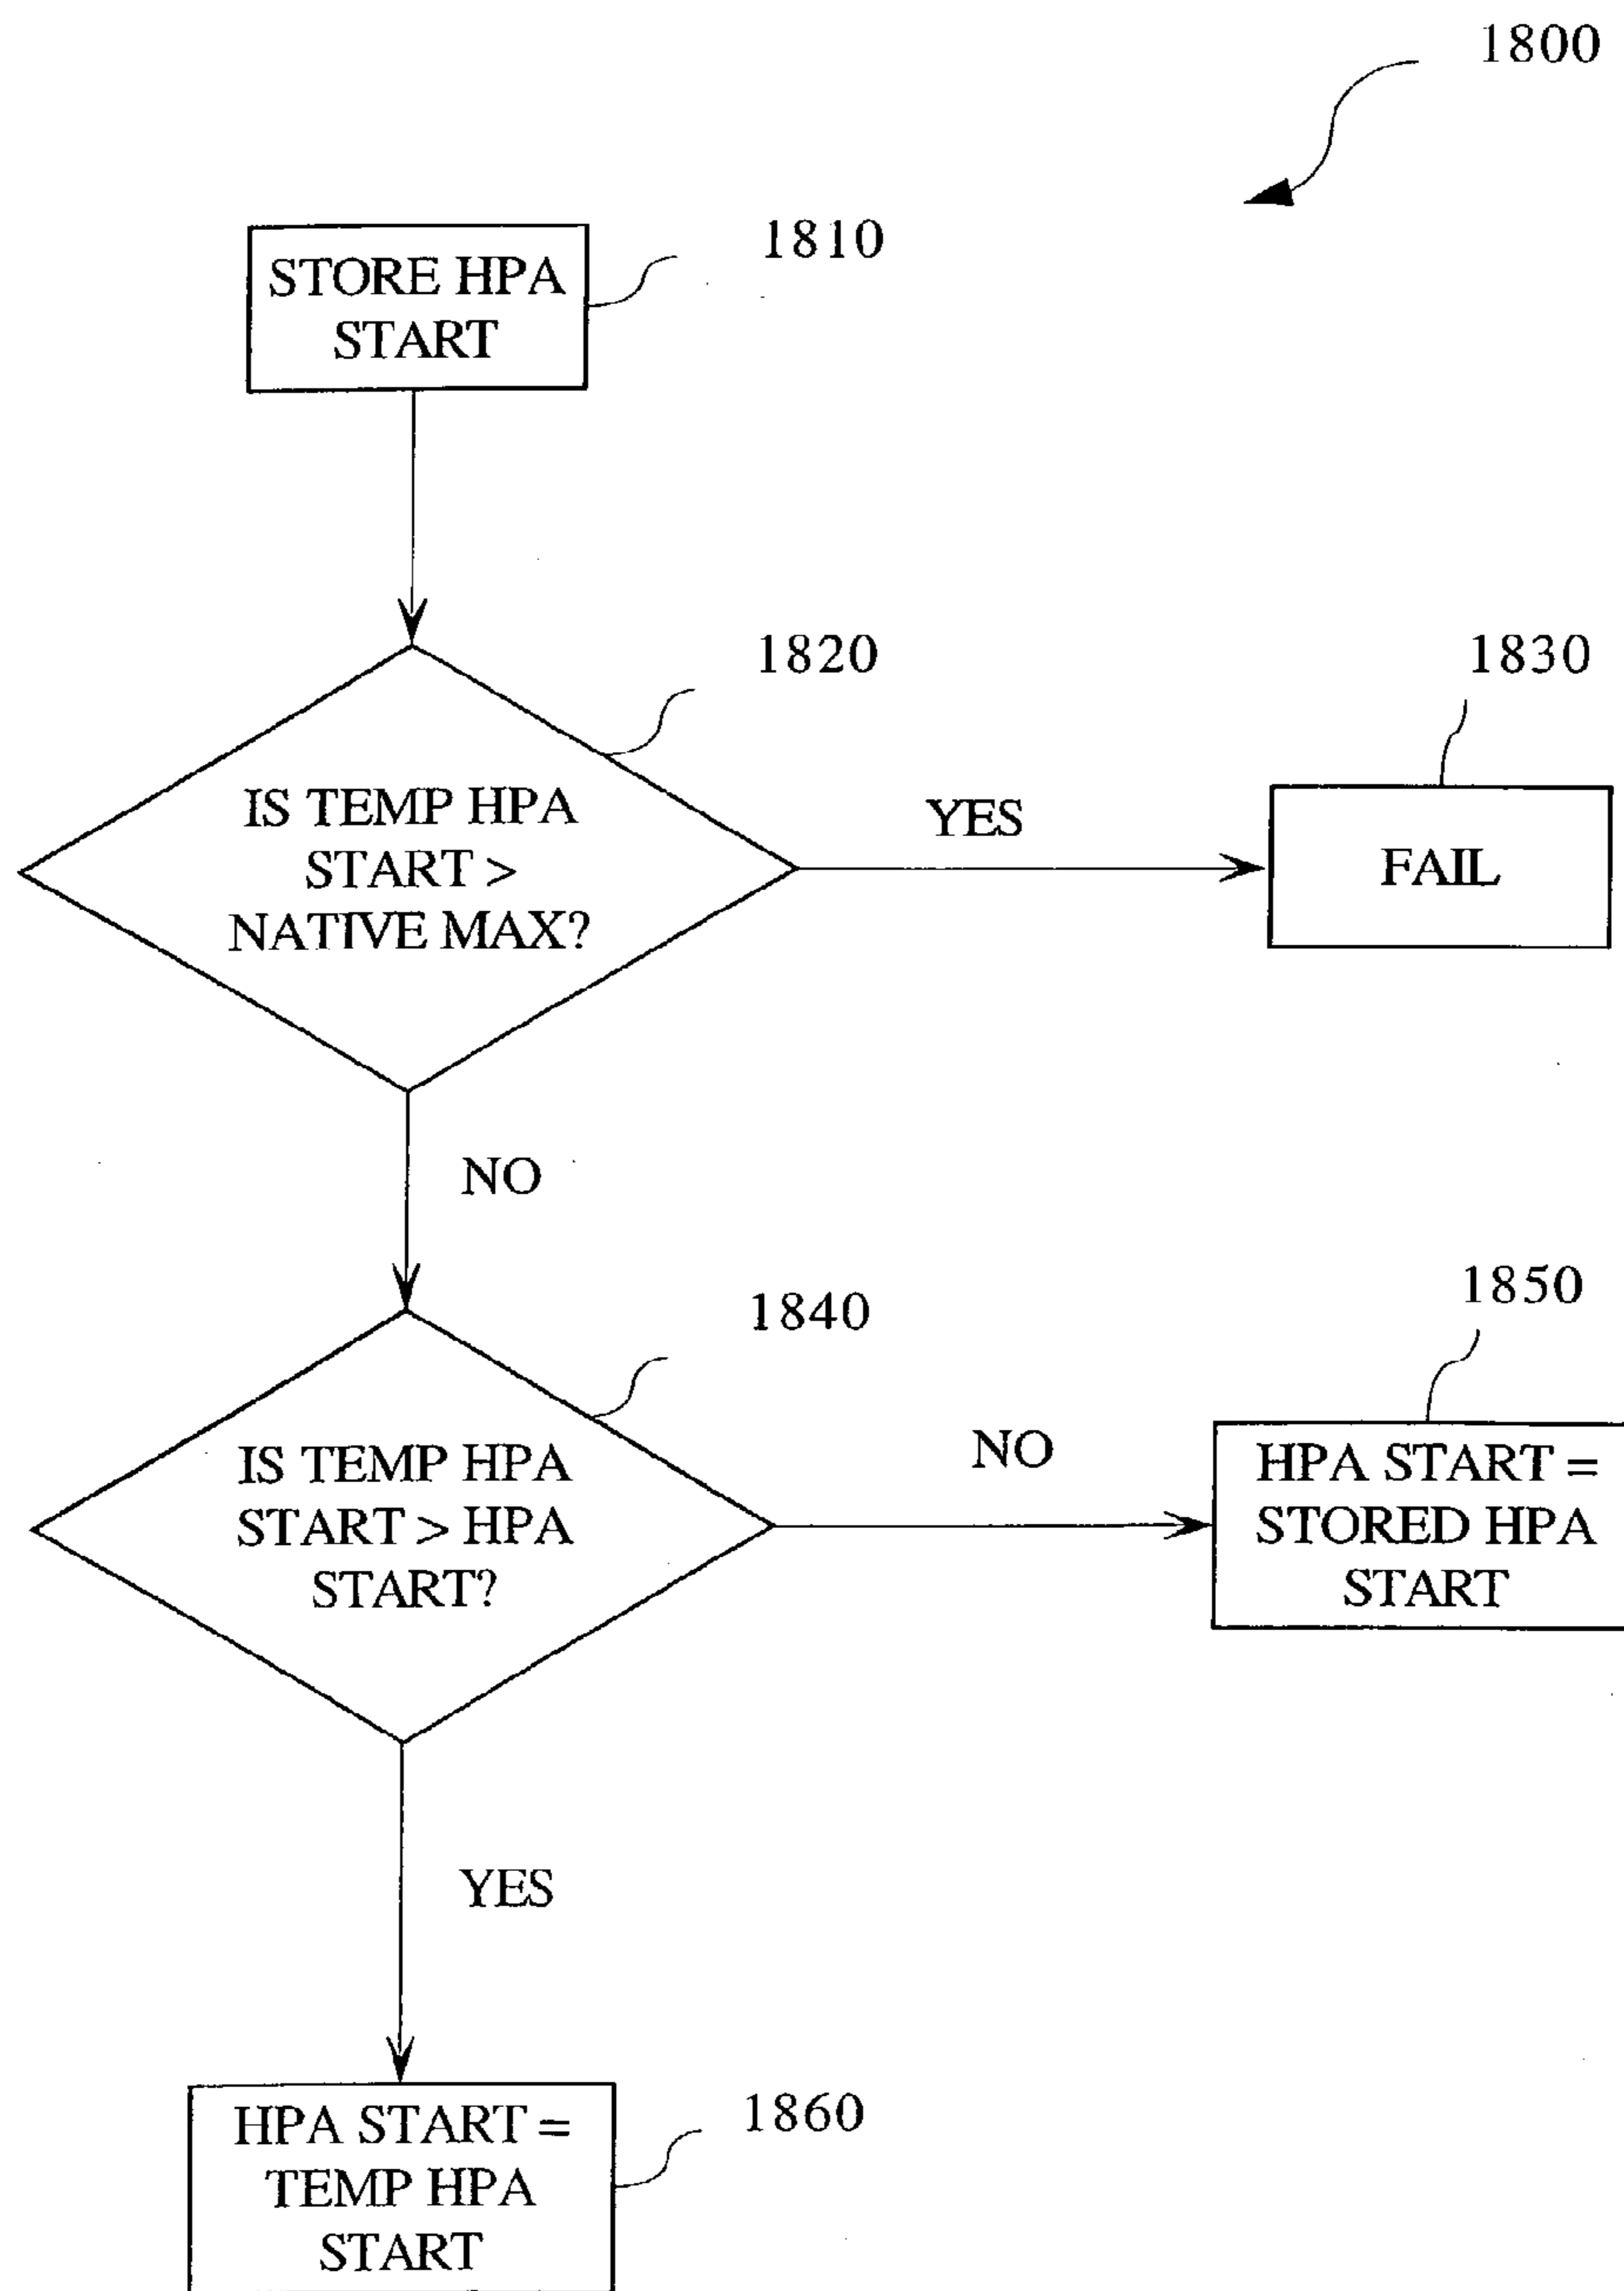 1800
1810
STORE HPA
START
1820
IS TEMP HPA
START >
NATIVE MAX?
YES
1830
FAIL
NO
1840
IS TEMP HPA
START > HPA
START?
NO
1850
HPA START =
STORED HPA
START
YES
1860
HPA START =
TEMP HPA
START